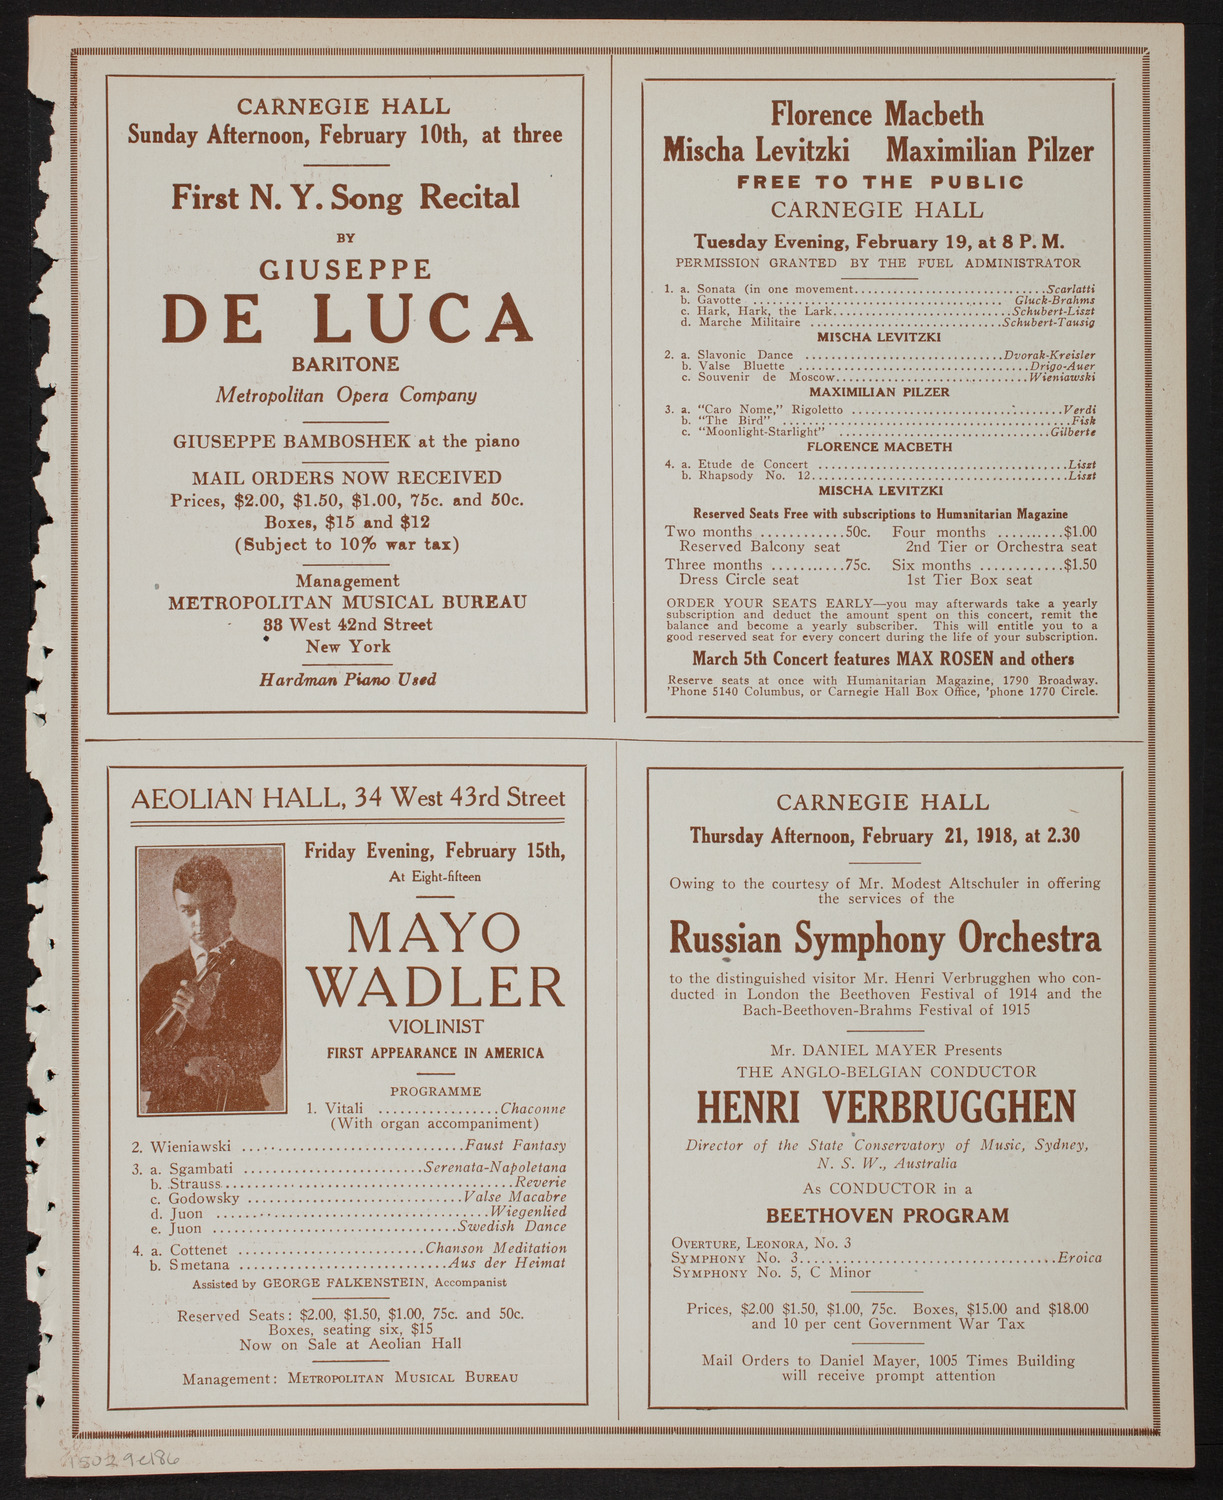 CARNEGIE HALL
Sunday Afternoon, February 10th, at three
First N. Y. Song Recital
BY
GIUSEPPE
DE LUCA
BARITONE
Metropolitan Opera Company
GIUSEPPE BAMBOSHEK at the piano
MAIL ORDERS NOW RECEIVED
Prices, $2.00, $1.50, $1.00, 75c. and 50c.
Boxes, $15 and $12
(Subject to 10% war tax)
Management
METROPOLITAN MUSICAL BUREAU
33 West 42nd Street
New York
Hardman Piano Used
Florence Macbeth
Mischa Levitzki Maximilian Pilzer
FREE TO THE PUBLIC
CARNEGIE HALL
Tuesday Evening, February 19, at 8 P. M.
PERMISSION GRANTED BY THE FUEL ADMINISTRATOR
1. a. Sonata (in one movement..............................Scarlatti
b. Gavotte ................................. Gluck-Brahms
c. Hark, Hark, the Lark.........................Schubert-Liszt
d. Marche Militaire ...........................Schubert-Tausig
MISCHA LEVITZKI
2. a. Slavonic Dance ............................Dvorak-Kreisler
b. Valse Bluette .................................Drigo-Auer
c. Souvenir de Moscow...........................Wieniawski
MAXIMILIAN PILZER
3. a. "Caro Nome," Rigoletto ..............................Verdi
b. "The Bird" ........................................Fisk
c. "Moonlight-Starlight" .............................Gilberte
FLORENCE MACBETH
4. a. Etude de Concert ...................................Liszt
b. Rhapsody No. 12....................................Liszt
MISCHA LEVITZKI
Reserved Seats Free with subscriptions to Humanitarian Magazine
Two months ............50c. Four months ..........$1.00
Reserved Balcony seat 2nd Tier or Orchestra seat
Three months ...........75c. Six months ............$1.50
Dress Circle seat 1st Tier Box seat
ORDER YOUR SEATS EARLY—you may afterwards take a yearly
subscription and deduct the amount spent on this concert, remit the
balance and become a yearly subscriber. This will entitle you to a
good reserved seat for every concert during the life of your subscription.
March 5th Concert features MAX ROSEN and others
Reserve seats at once with Humanitarian Magazine, 1790 Broadway.
'Phone 5140 Columbus, or Carnegie Hall Box Office, 'phone 1770 Circle.
AEOLIAN HALL, 34 West 43rd Street
Friday Evening, February 15th,
At Eight-fifteen
MAYO
WADLER
VIOLINIST
FIRST APPEARANCE IN AMERICA
PROGRAMME
1. Vitali .................Chaconne
(With organ accompaniment)
2. Wieniawski ..............................Faust Fantasy
3. a. Sgambati .........................Serenata-Napoletana
b. Strauss........................................Reverie
c. Godowsky .............................Valse Macabre
d. Juon .....................................Wiegenlied
e. Juon .................................Swedish Dance
4. a. Cottenet .........................Chanson Meditation
b. Smetana ............................Aus der Heimat
Assisted by GEORGE FALKENSTEIN, Accompanist
Reserved Seats: $2.00, $1.50, $1.00, 75c. and 50c.
Boxes, seating six, $15
Now on Sale at Aeolian Hall
Management: METROPOLITAN MUSICAL BUREAU
CARNEGIE HALL
Thursday Afternoon, February 21, 1918, at 2.30
Owing to the courtesy of Mr. Modest Altschuler in offering
the services of the
Russian Symphony Orchestra
to the distinguished visitor Mr. Henri Verbrugghen who con-
ducted in London the Beethoven Festival of 1914 and the
Bach-Beethoven-Brahms Festival of 1915
Mr. DANIEL MAYER Presents
THE ANGLO-BELGIAN CONDUCTOR
HENRI VERBRUGGHEN
Director of the State Conservatory of Music, Sydney,
N. S. W., Australia
As CONDUCTOR in a
BEETHOVEN PROGRAM
OVERTURE, LEONORA, NO. 3
SYMPHONY NO. 3...................................Eroica
SYMPHONY NO. 5, C MINOR
Prices, $2.00 $1.50, $1.00, 75c. Boxes, $15.00 and $18.00
and 10 per cent Government War Tax
Mail Orders to Daniel Mayer, 1005 Times Building
will receive prompt attention